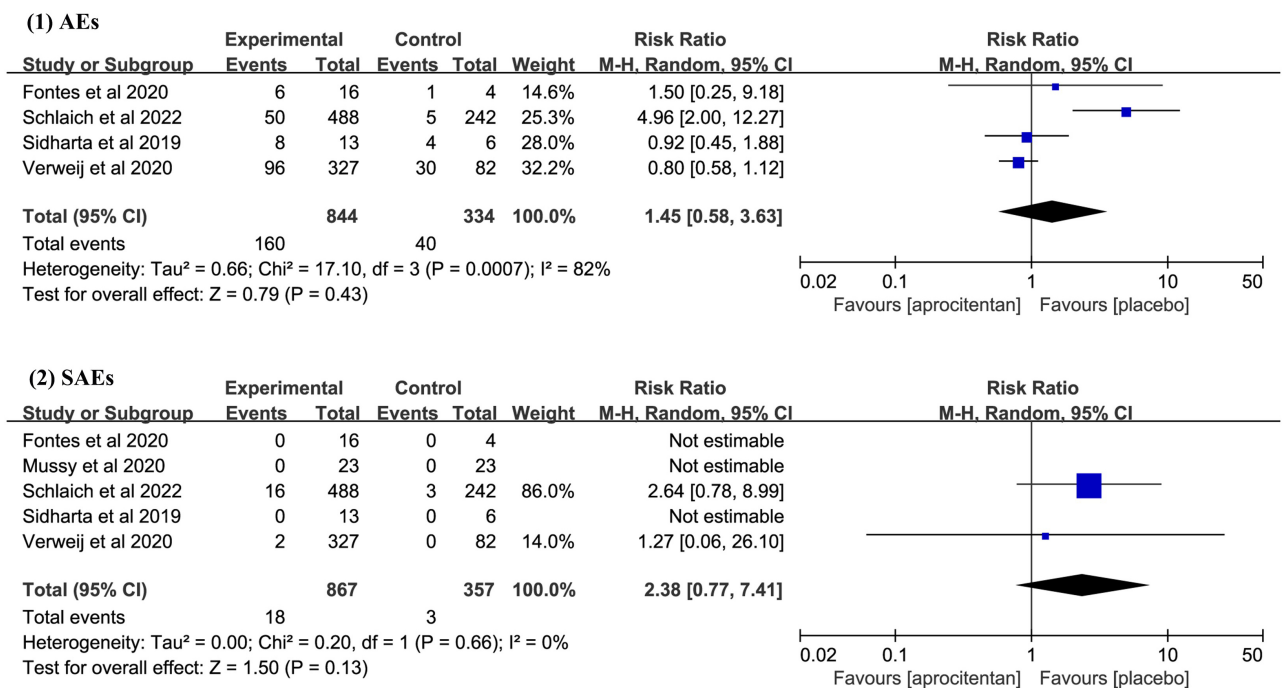 (1) AEs
Experimental Control Risk Ratio Risk Ratio
Study or Subgroup Events Total Events Total Weight M-H, Random, 95% CI M-H, Random, 95% CI
Fontes et al 2020 6 16 1 4 14.6% 1.50 [0.25, 9.18]
Schlaich et al 2022 50 488 5 242 25.3% 4.96 [2.00, 12.27]
Sidharta et al 2019 8 13 4 6 28.0% 0.92 [0.45, 1.88]
Verweij et al 2020 96 327 30 82 32.2% 0.80 [0.58, 1.12]
Total (95% CI) 844 334 100.0% 1.45 [0.58, 3.63]
Total events 160 40
Heterogeneity: Tau² = 0.66; Chi² = 17.10, df = 3 (P = 0.0007); I² = 82%
Test for overall effect: Z = 0.79 (P = 0.43)
0.02 0.1 1 10 50
Favours [aprocitentan] Favours [placebo]
(2) SAEs
Experimental Control Risk Ratio Risk Ratio
Study or Subgroup Events Total Events Total Weight M-H, Random, 95% CI M-H, Random, 95% CI
Fontes et al 2020 0 16 0 4 Not estimable
Mussy et al 2020 0 23 0 23 Not estimable
Schlaich et al 2022 16 488 3 242 86.0% 2.64 [0.78, 8.99]
Sidharta et al 2019 0 13 0 6 Not estimable
Verweij et al 2020 2 327 0 82 14.0% 1.27 [0.06, 26.10]
Total (95% CI) 867 357 100.0% 2.38 [0.77, 7.41]
Total events 18 3
Heterogeneity: Tau² = 0.00; Chi² = 0.20, df = 1 (P = 0.66); I² = 0%
Test for overall effect: Z = 1.50 (P = 0.13)
0.02 0.1 1 10 50
Favours [aprocitentan] Favours [placebo]